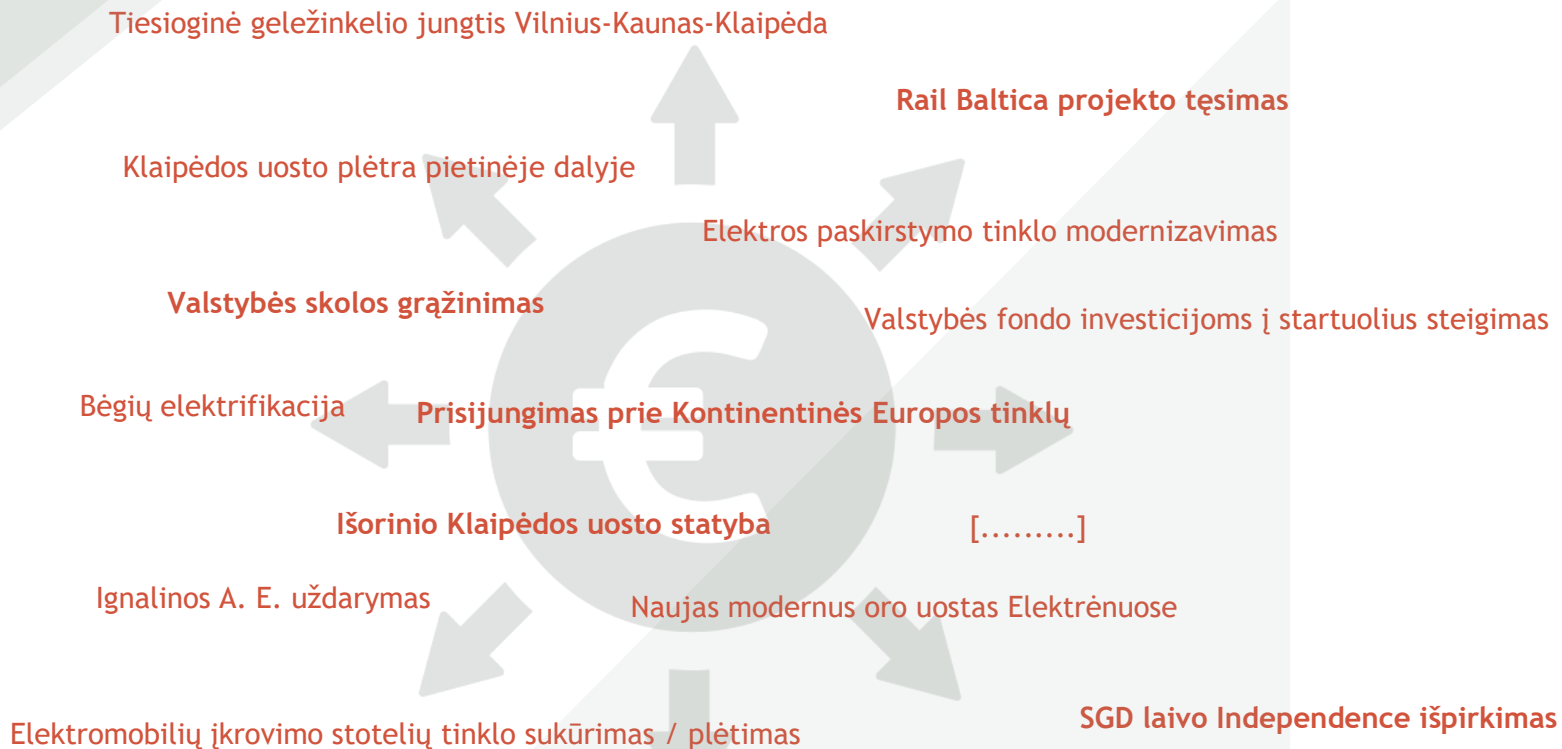 Tiesioginė geležinkelio jungtis Vilnius-Kaunas-Klaipėda
Rail Baltica projekto tęsimas
Klaipėdos uosto plėtra pietinėje dalyje
Elektros paskirstymo tinklo modernizavimas
Valstybės skolos grąžinimas
Valstybės fondo investicijoms į startuolius steigimas
Bėgių elektrifikacija
Prisijungimas prie Kontinentinės Europos tinklų
Išorinio Klaipėdos uosto statyba
[.........]
Ignalinos A. E. uždarymas
Naujas modernus oro uostas Elektrėnuose
SGD laivo Independence išpirkimas
Elektromobilių įkrovimo stotelių tinklo sukūrimas / plėtimas